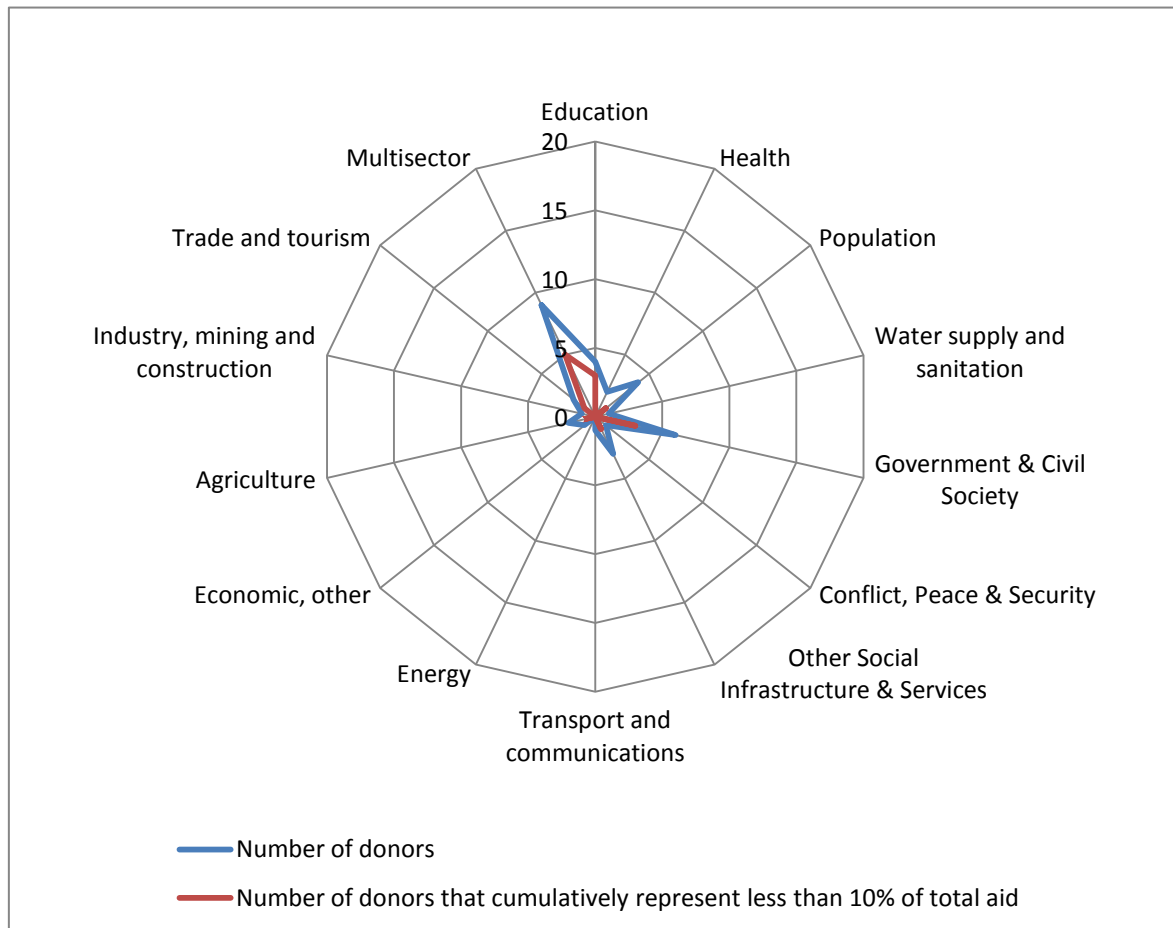 Education
20
Multisector
Health
15
Trade and tourism
Population
10
Industry, mining and
construction
Water supply and
sanitation
5
0
Agriculture
Government & Civil
Society
Economic, other
Conflict, Peace & Security
Energy
Other Social
Infrastructure & Services
Transport and
communications
Number of donors
Number of donors that cumulatively represent less than 10% of total aid